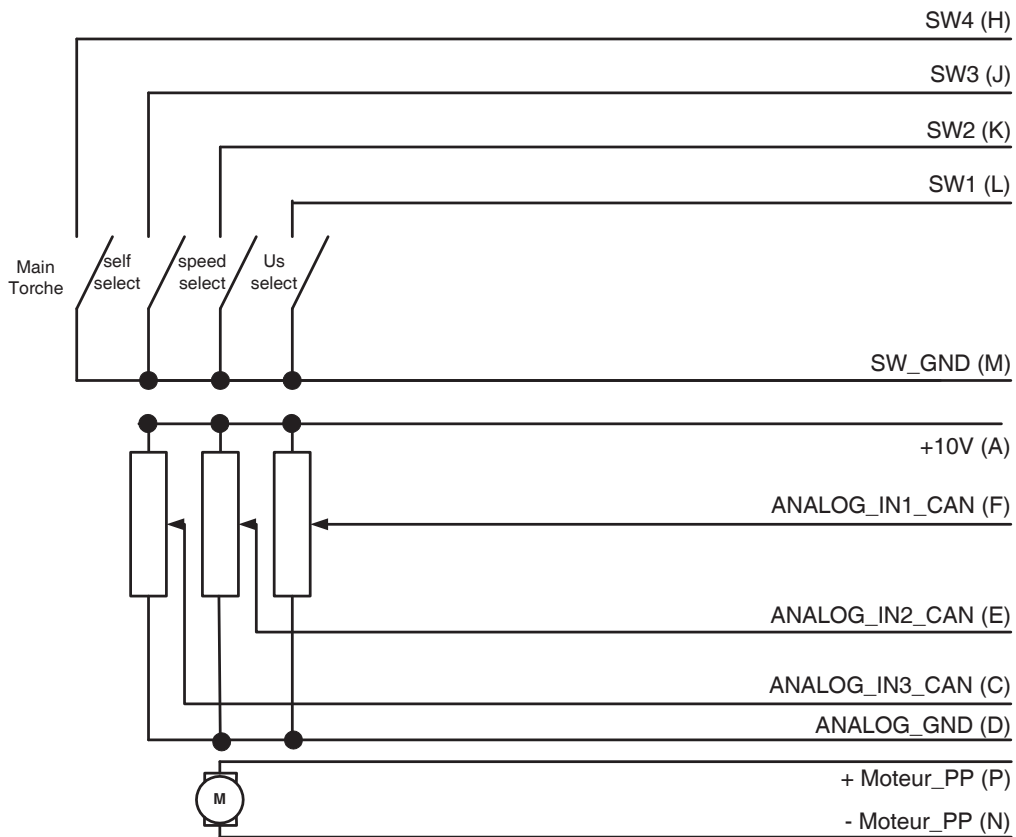 SW4 (H)
SW3 (J)
SW2 (K)
SW1 (L)
Main
Torche
self
select
speed
select
Us
select
SW_GND (M)
+10V (A)
ANALOG_IN1_CAN (F)
ANALOG_IN2_CAN (E)
ANALOG_IN3_CAN (C)
ANALOG_GND (D)
+ Moteur_PP (P)
M
- Moteur_PP (N)